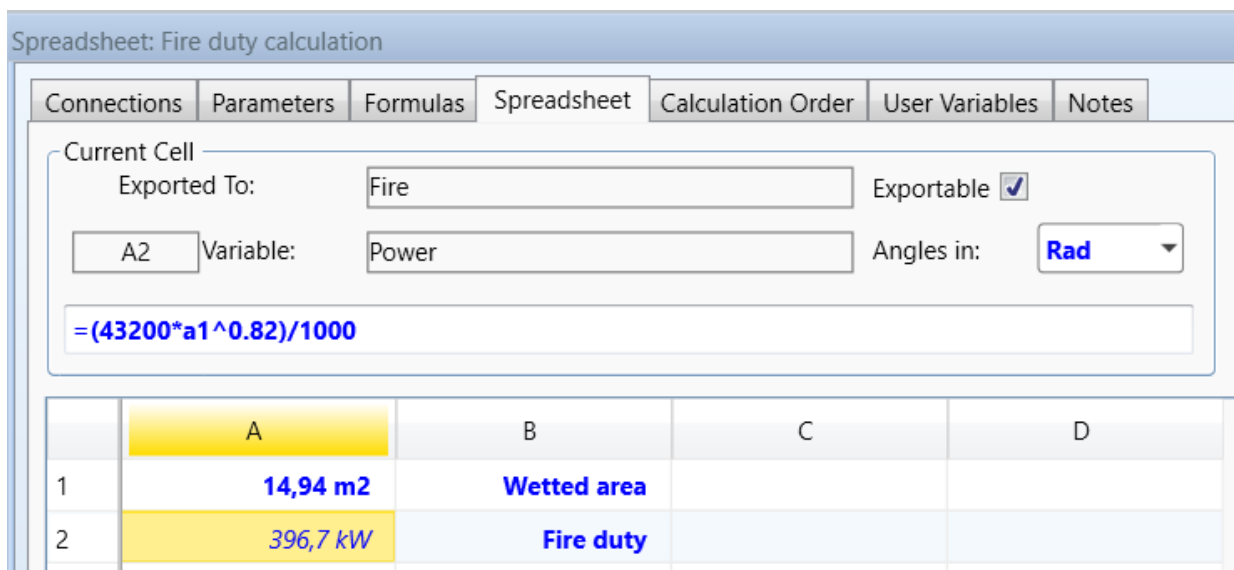 Spreadsheet: Fire duty calculation
Connections Parameters Formulas Spreadsheet Calculation Order User Variables Notes
Current Cell
Exported To: Fire Exportable
A2 Variable: Power Angles in: Rad
=(43200*a1^0.82)/1000
A B C D
1 14,94 m2 Wetted area
2 396,7 kW Fire duty